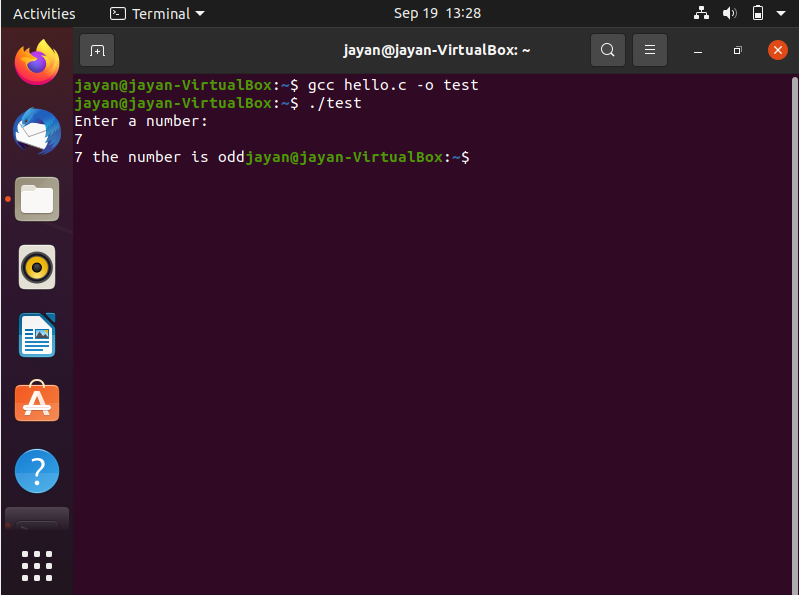 Activities Terminal Sep 19 13:28
jayan@jayan-VirtualBox: ~
jayan@jayan-VirtualBox:~$ gcc hello.c -o test
jayan@jayan-VirtualBox:~$ ./test
Enter a number:
7
7 the number is oddjayan@jayan-VirtualBox:~$